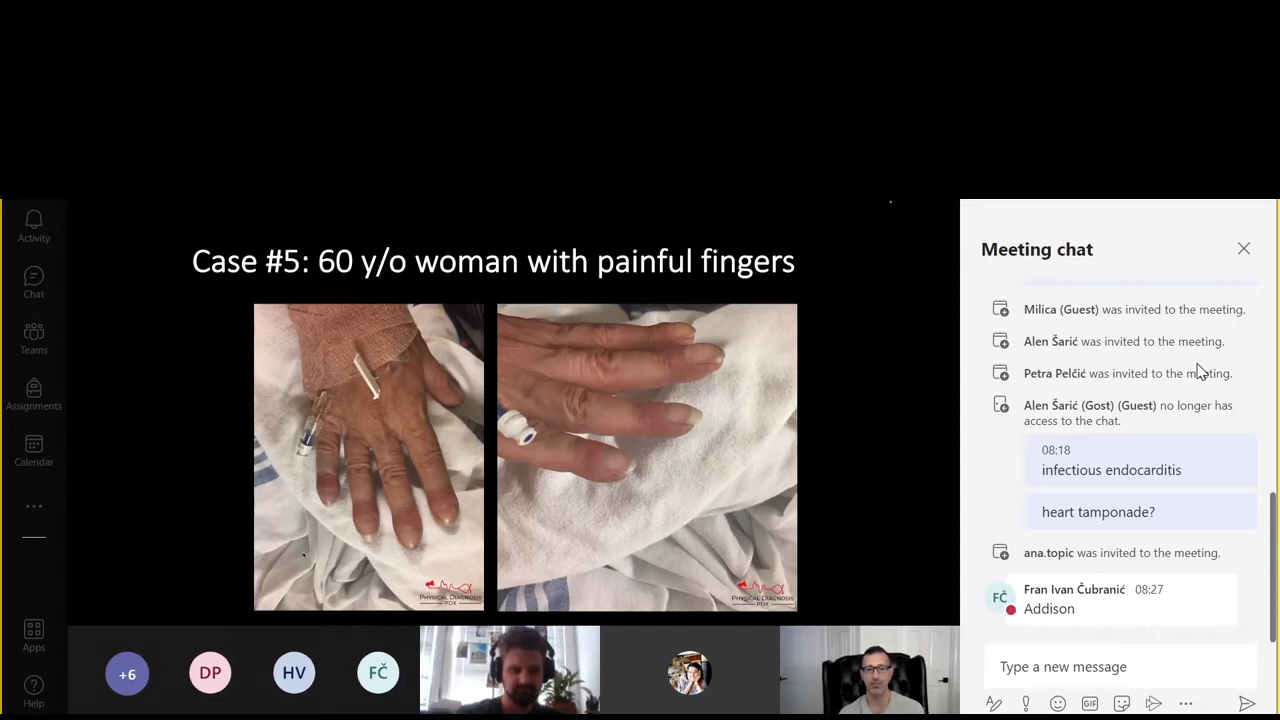 Activity
Chat
Teams
Assignments
Calendar
Apps
Help
Case #5: 60 y/o woman with painful fingers
PHYSICAL DIAGNOSIS
PDX
PHYSICAL DIAGNOSIS
PDX
+6
DP
HV
FČ
Meeting chat
Milica (Guest) was invited to the meeting.
Alen Šarić was invited to the meeting.
Petra Pelčić was invited to the meeting.
Alen Šarić (Gost) (Guest) no longer has
access to the chat.
08:18
infectious endocarditis
heart tamponade?
ana.topic was invited to the meeting.
FČ
Fran Ivan Čubranić 08:27
Addison
Type a new message
GIF